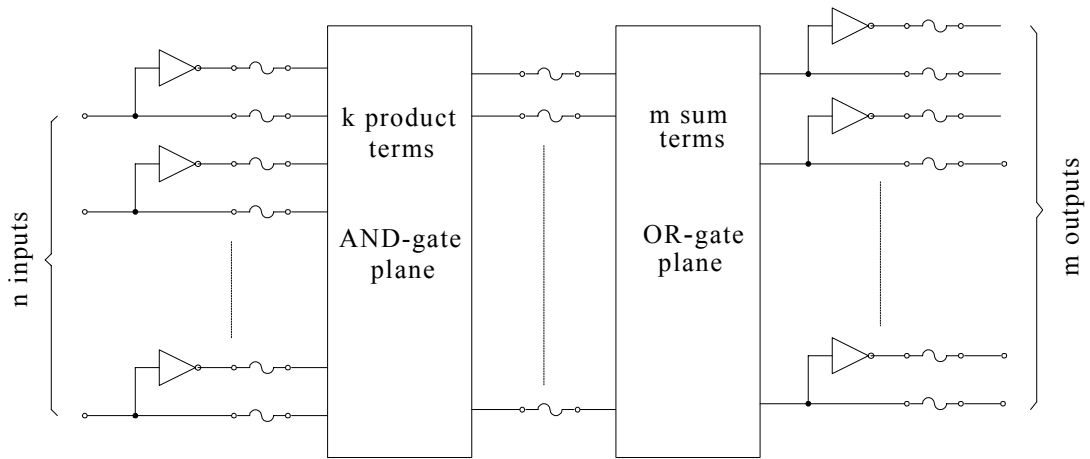 n inputs
k product
terms
AND-gate
plane
m sum
terms
OR-gate
plane
m outputs